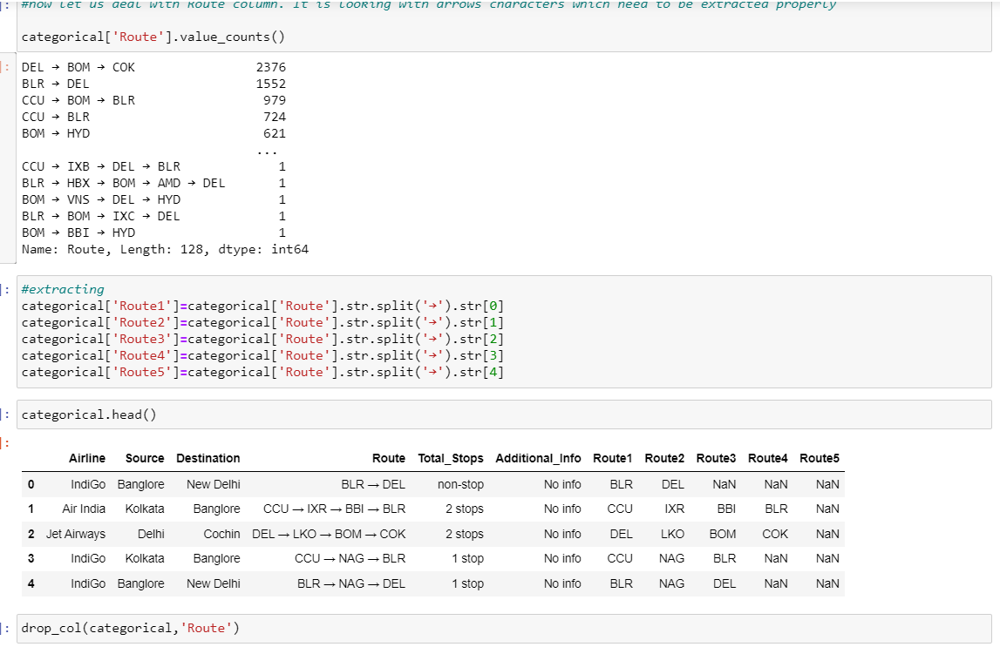 ]: #now let us deal with Route column. It is looking with arrows characters which need to be extracted properly
categorical['Route'].value_counts()
]: DEL → BOM → COK 2376
BLR → DEL 1552
CCU → BOM → BLR 979
CCU → BLR 724
BOM → HYD 621
...
CCU → IXB → DEL → BLR 1
BLR → HBX → BOM → AMD → DEL 1
BOM → VNS → DEL → HYD 1
BLR → BOM → IXC → DEL 1
BOM → BBI → HYD 1
Name: Route, Length: 128, dtype: int64
]: #extracting
categorical['Route1']=categorical['Route'].str.split('→').str[0]
categorical['Route2']=categorical['Route'].str.split('→').str[1]
categorical['Route3']=categorical['Route'].str.split('→').str[2]
categorical['Route4']=categorical['Route'].str.split('→').str[3]
categorical['Route5']=categorical['Route'].str.split('→').str[4]
]: categorical.head()
]:
Airline Source Destination Route Total_Stops Additional_Info Route1 Route2 Route3 Route4 Route5
0 IndiGo Banglore New Delhi BLR → DEL non-stop No info BLR DEL NaN NaN NaN
1 Air India Kolkata Banglore CCU → IXR → BBI → BLR 2 stops No info CCU IXR BBI BLR NaN
2 Jet Airways Delhi Cochin DEL → LKO → BOM → COK 2 stops No info DEL LKO BOM COK NaN
3 IndiGo Kolkata Banglore CCU → NAG → BLR 1 stop No info CCU NAG BLR NaN NaN
4 IndiGo Banglore New Delhi BLR → NAG → DEL 1 stop No info BLR NAG DEL NaN NaN
]: drop_col(categorical,'Route')